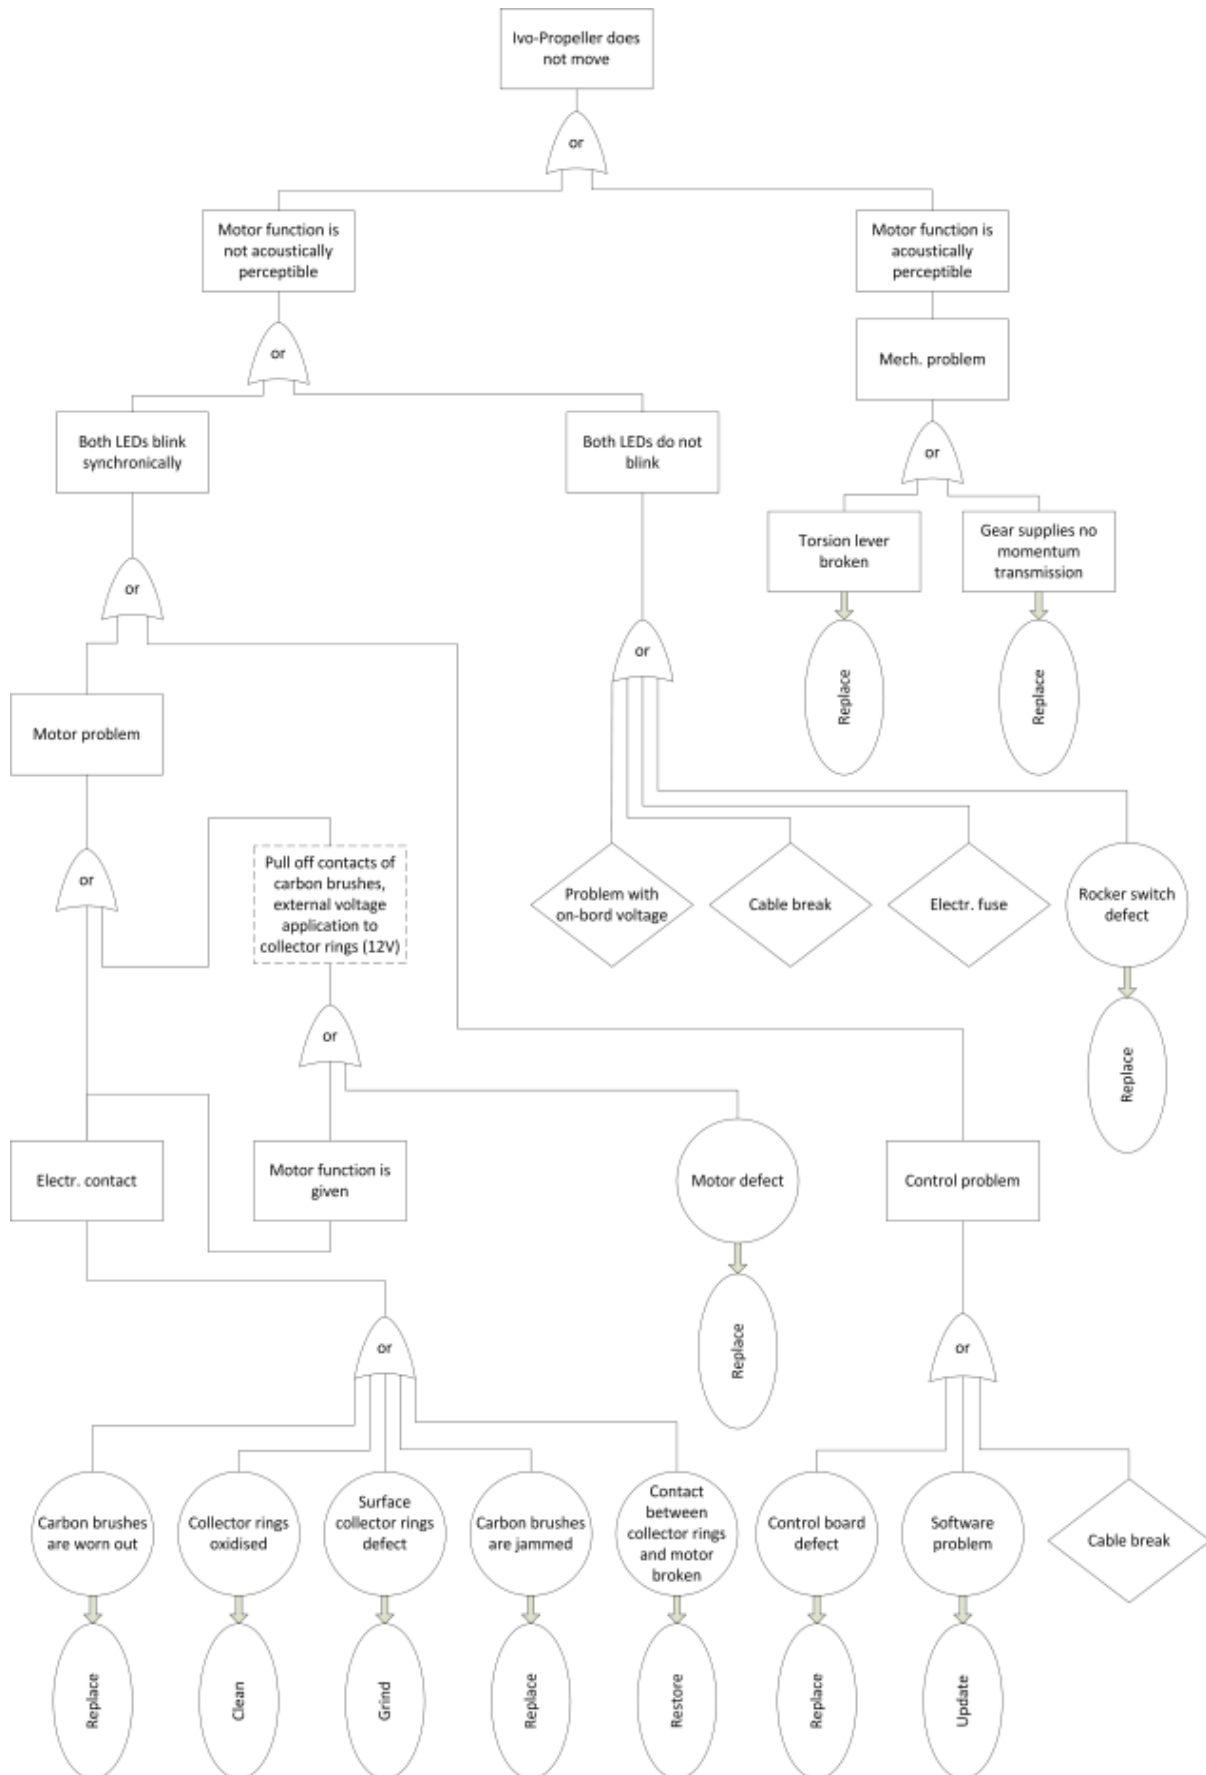 Ivo-Propeller does
not move
or
Motor function is
not acoustically
perceptible
Motor function is
acoustically
perceptible
or
Mech. problem
Both LEDs blink
synchronically
Both LEDs do not
blink
or
Torsion lever
broken
Gear supplies no
momentum
transmission
or
or
Replace
Replace
Motor problem
or
Pull off contacts of
carbon brushes,
external voltage
application to
collector rings (12V)
Problem with
on-bord voltage
Cable break
Electr. fuse
Rocker switch
defect
or
Replace
Electr. contact
Motor function is
given
Motor defect
Control problem
Replace
or
or
Carbon brushes
are worn out
Collector rings
oxidised
Surface
collector rings
defect
Carbon brushes
are jammed
Contact
between
collector rings
and motor
broken
Control board
defect
Software
problem
Cable break
Replace
Clean
Grind
Replace
Restore
Replace
Update